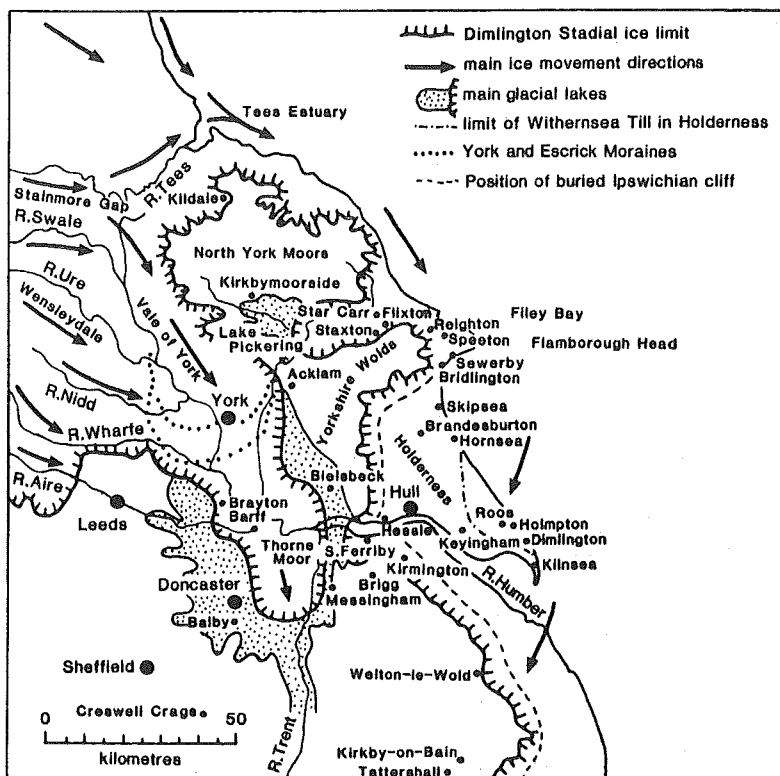 Dimlington Stadial ice limit
main ice movement directions
main glacial lakes
limit of Withernsea Till in Holderness
York and Escrick Moraines
Position of buried Ipswichian cliff
Tees Estuary
R.Tees
Stainmore Gap
Kildale
R.Swale
North York Moors
R.Ure
Kirkbymoorside
Wensleydale
Vale of York
Star Carr
Flixton
Filey Bay
Lake
Pickering
Staxton
Reighton
Speeton
Flamborough Head
Sewerby
Bridlington
Acklam
Yorkshire Wolds
R.Nidd
York
Skipsea
Brandesburton
Hornsea
R.Wharfe
Holderness
Bielsbeck
Hull
R.Aire
Leeds
Brayton
Barff
Roos
Holmpton
Dimlington
Keyingham
Hessle
Kilnsea
Thorne
Moor
S.Ferriby
Kirmington
R.Humber
Doncaster
Brigg
Messingham
Balby
Sheffield
Welton-le-Wold
Creswell Crags
0 50
kilometres
R.Trent
Kirkby-on-Bain
Tattershall